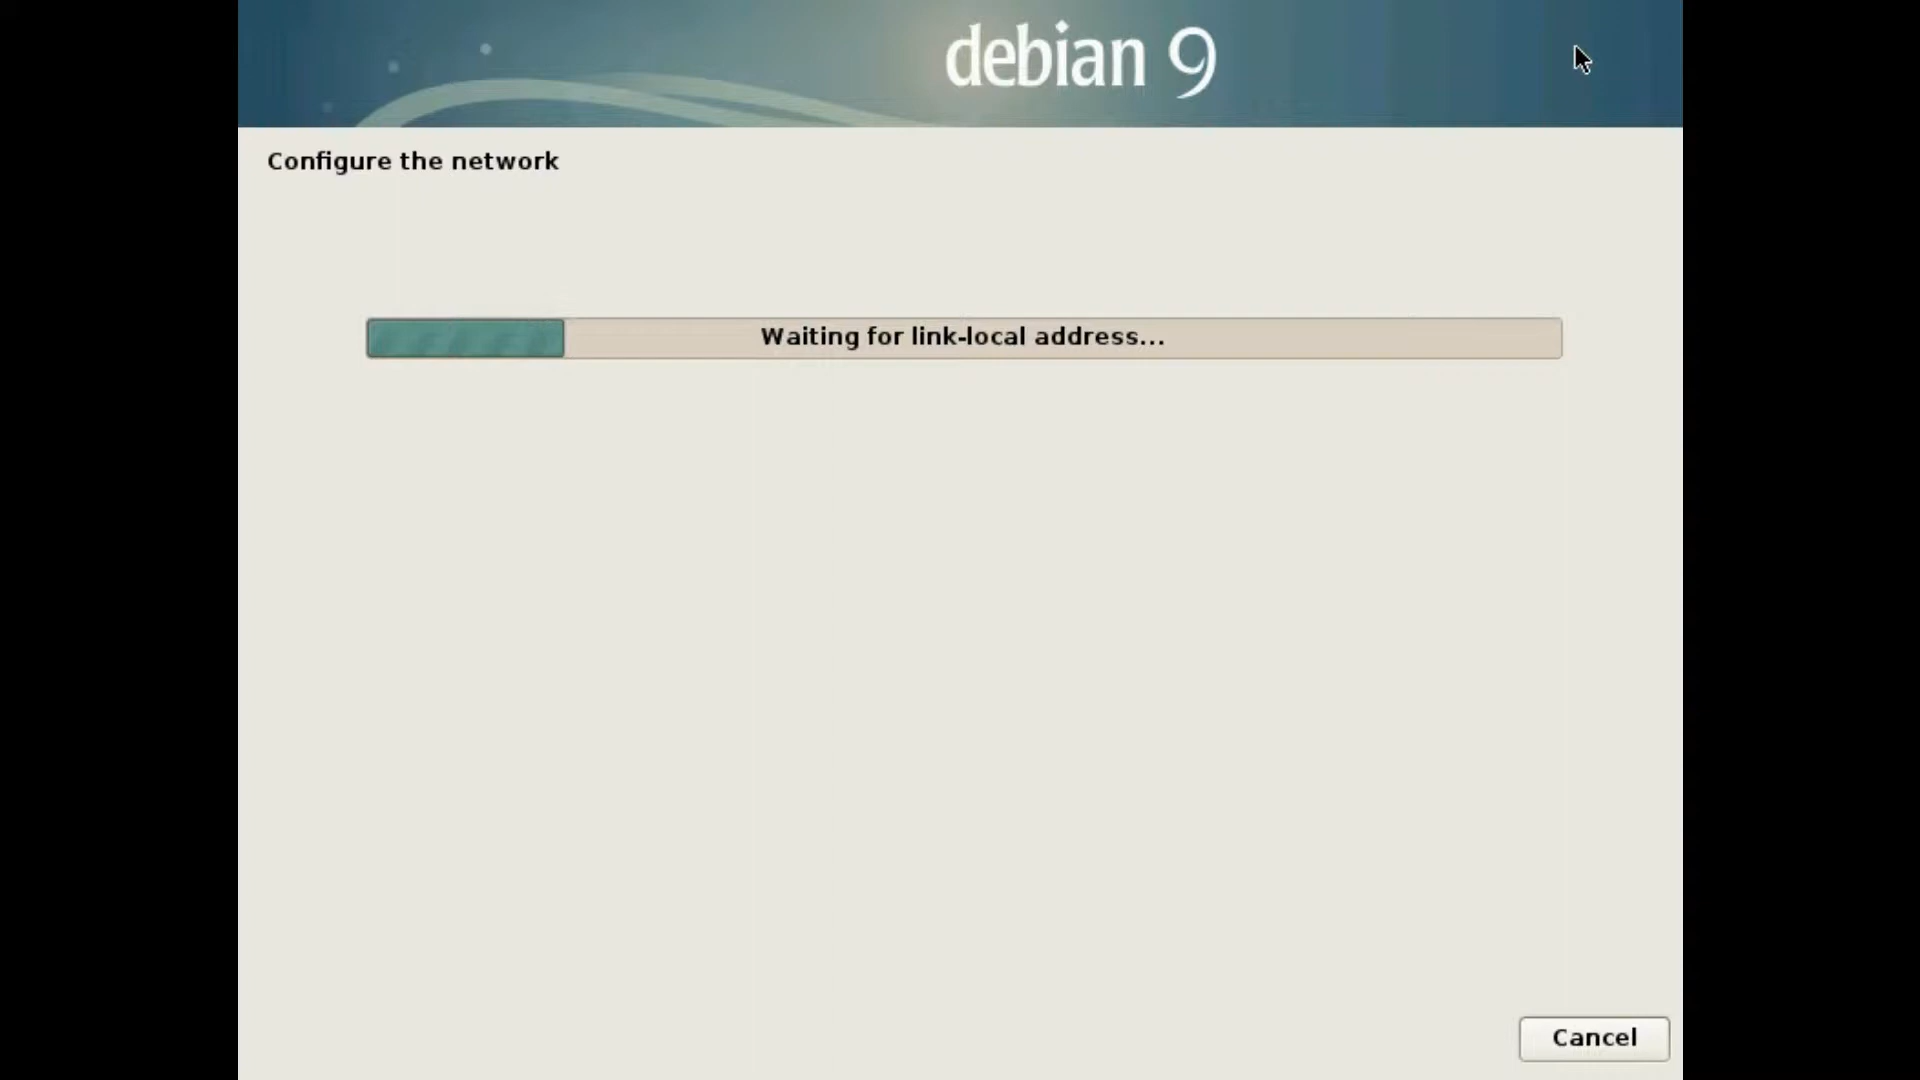 debian 9
Configure the network
Waiting for link-local address...
Cancel